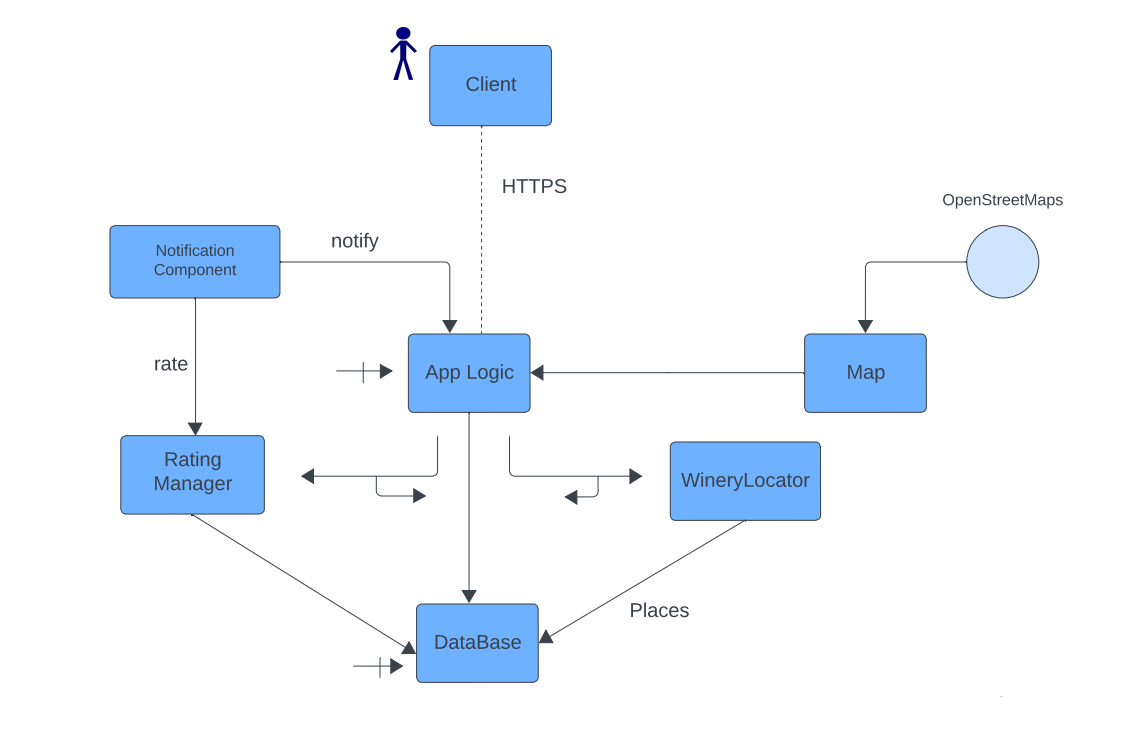 Client
HTTPS
OpenStreetMaps
notify
Notification
Component
rate
App Logic
Map
Rating
Manager
WineryLocator
Places
DataBase